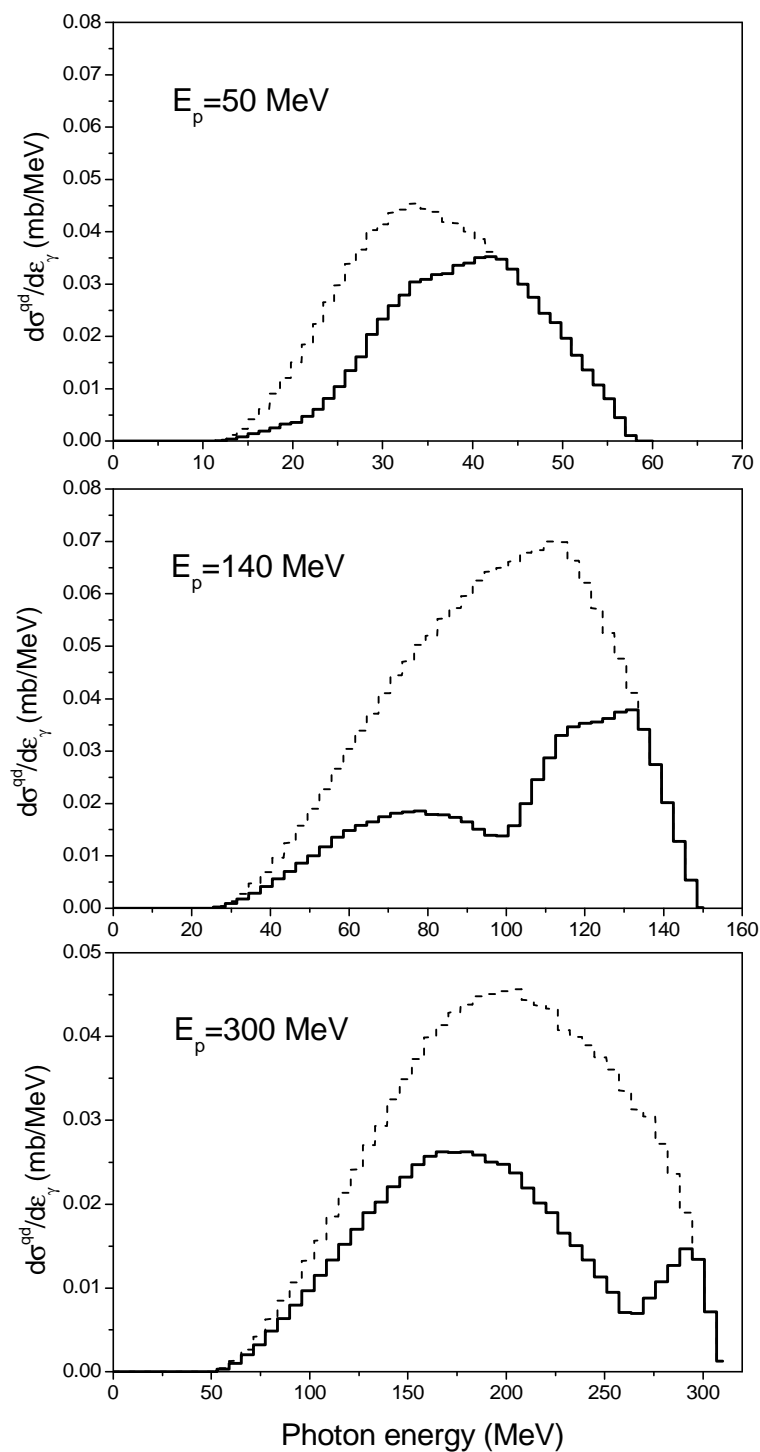 0.08
0.07
0.06
0.05
0.04
0.03
0.02
0.01
0.00
dσ^qd/dε_γ (mb/MeV)
E_p=50 MeV
0 10 20 30 40 50 60 70
0.08
0.07
0.06
0.05
0.04
0.03
0.02
0.01
0.00
dσ^qd/dε_γ (mb/MeV)
E_p=140 MeV
0 20 40 60 80 100 120 140 160
0.05
0.04
0.03
0.02
0.01
0.00
dσ^qd/dε_γ (mb/MeV)
E_p=300 MeV
0 50 100 150 200 250 300
Photon energy (MeV)